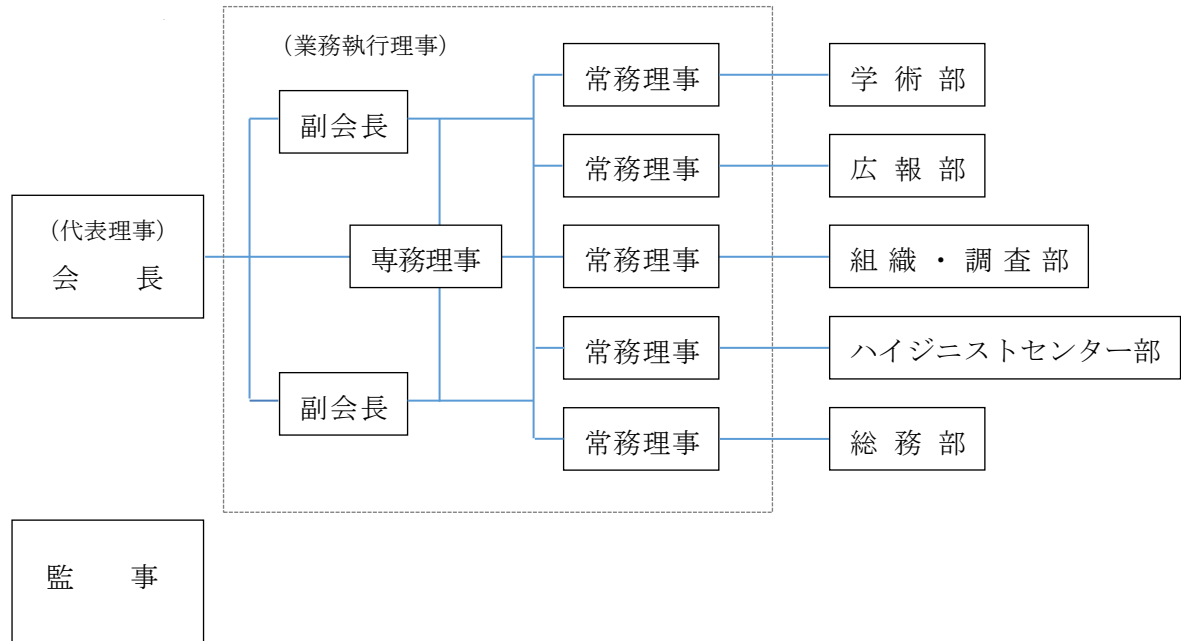 (業務執行理事)
常務理事
学術部
副会長
常務理事
広報部
(代表理事)
会長
専務理事
常務理事
組織・調査部
常務理事
ハイジニストセンター部
副会長
常務理事
総務部
監事